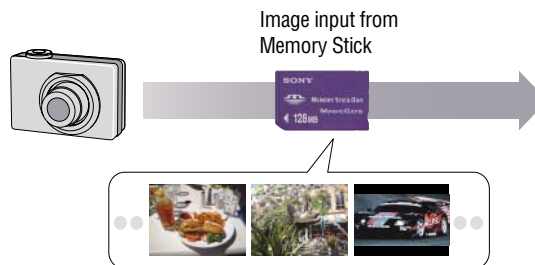 Image input from
Memory Stick
SONY
Memory Stick Duo
MagicGate
128MB